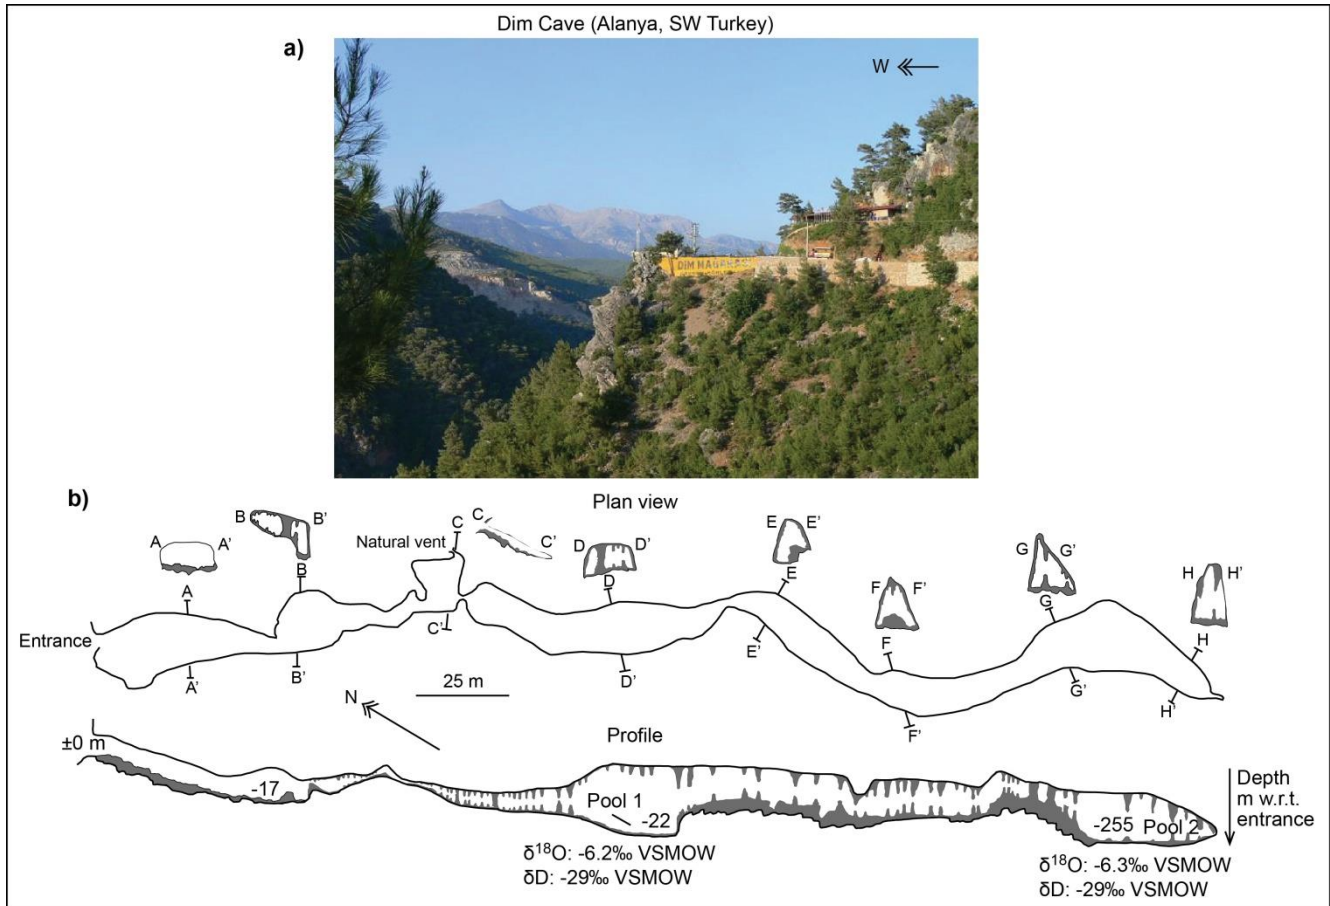 Dim Cave (Alanya, SW Turkey)
a)
W
DIM MAĞARASI
b)
Plan view
A A'
B B'
Natural vent
C
C C'
D D'
E E'
F F'
G G'
H H'
A
B
D
E
F
G
H
Entrance
A'
B'
C'
D'
E'
F'
G'
H'
25 m
N
Profile
±0 m
-17
Pool 1
-22
-255 Pool 2
Depth
m w.r.t.
entrance
δ¹⁸O: -6.2‰ VSMOW
δD: -29‰ VSMOW
δ¹⁸O: -6.3‰ VSMOW
δD: -29‰ VSMOW